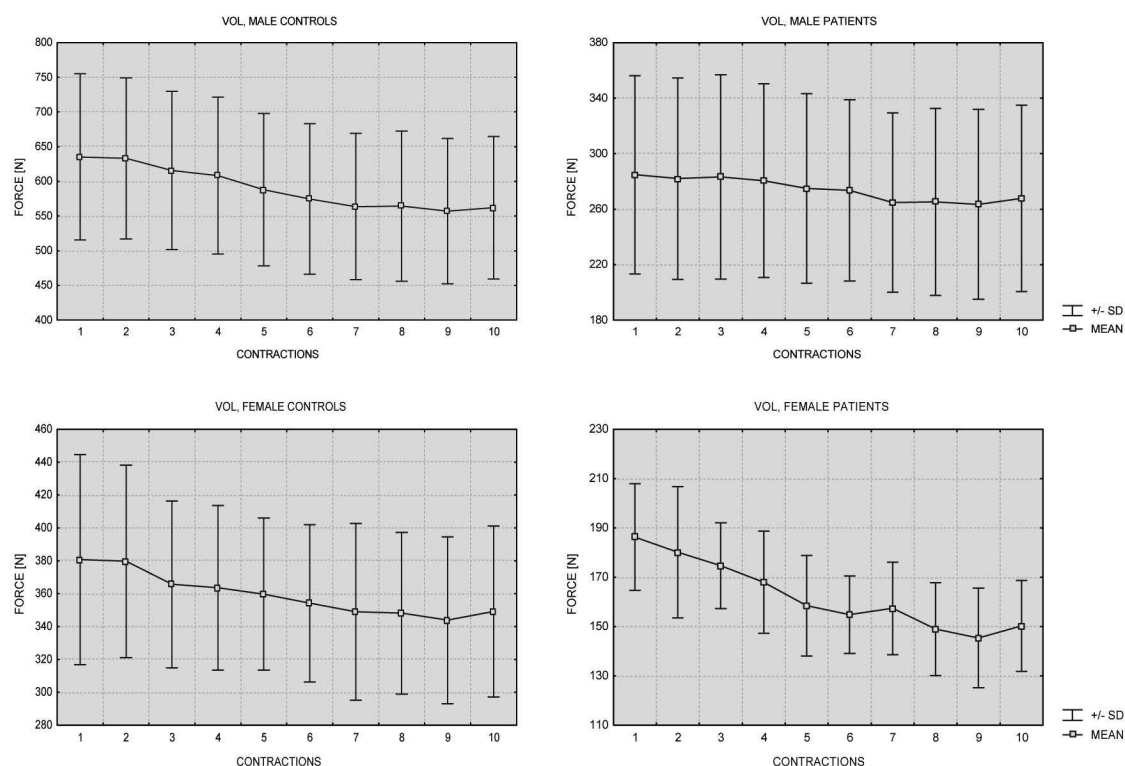 VOL, MALE CONTROLS
800
750
700
650
600
550
500
450
400
FORCE [N]
1 2 3 4 5 6 7 8 9 10
CONTRACTIONS
VOL, MALE PATIENTS
380
340
300
260
220
180
FORCE [N]
1 2 3 4 5 6 7 8 9 10
CONTRACTIONS
+/- SD
MEAN
VOL, FEMALE CONTROLS
460
440
420
400
380
360
340
320
300
280
FORCE [N]
1 2 3 4 5 6 7 8 9 10
CONTRACTIONS
VOL, FEMALE PATIENTS
230
210
190
170
150
130
110
FORCE [N]
1 2 3 4 5 6 7 8 9 10
CONTRACTIONS
+/- SD
MEAN